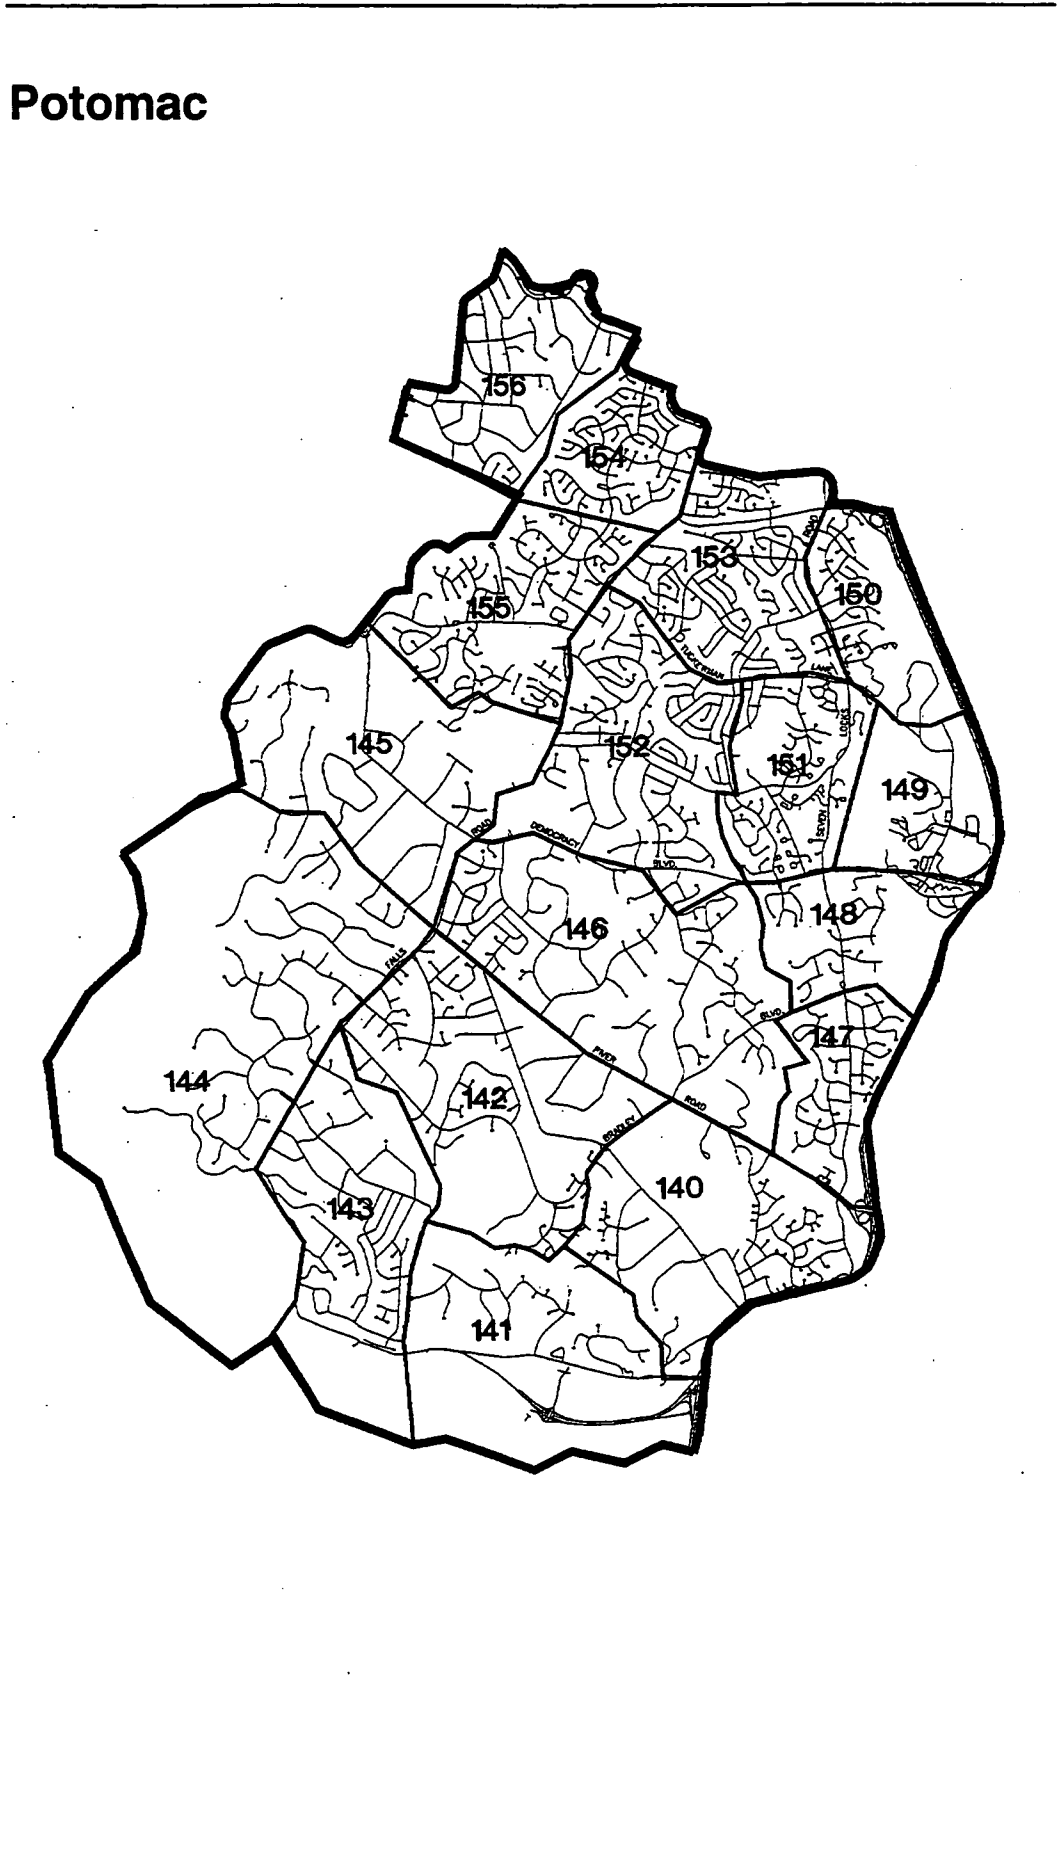 Potomac
156
154
ROAD
153
150
155
TUCKERMAN
LANE
LOCKS
145
152
151
149
SEVEN
ROAD
DEMOCRACY
BLVD.
148
146
FALLS
BLVD.
147
RIVER
144
142
ROAD
BRADLEY
140
143
141